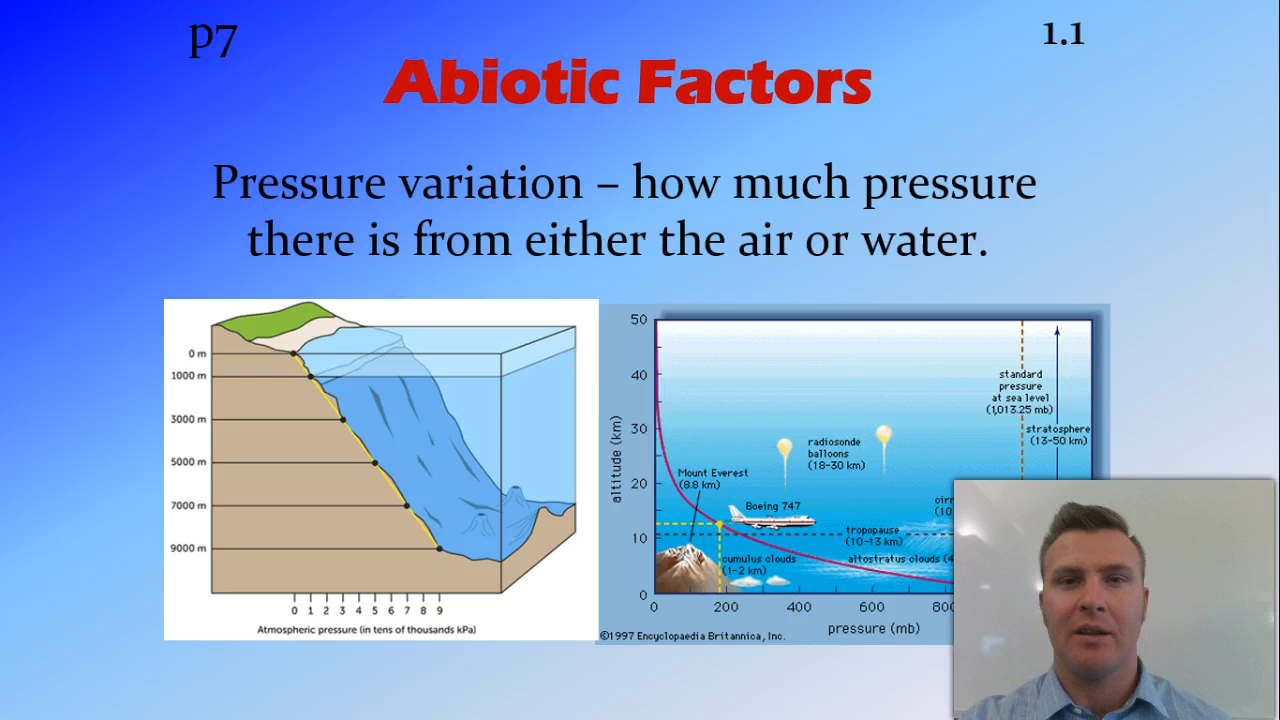 p7
1.1
Abiotic Factors
Pressure variation – how much pressure
there is from either the air or water.
0 m
1000 m
3000 m
5000 m
7000 m
9000 m
0 1 2 3 4 5 6 7 8 9
Atmospheric pressure (in tens of thousands kPa)
50
40
30
20
10
0
altitude (km)
standard
pressure
at sea level
(1,013.25 mb)
stratosphere
(13-50 km)
radiosonde
balloons
(18-30 km)
Mount Everest
(8.8 km)
Boeing 747
cirr
(10
tropopause
(10-13 km)
cumulus clouds
(1-2 km)
altostratus clouds (4
0 200 400 600 800
pressure (mb)
©1997 Encyclopaedia Britannica, Inc.